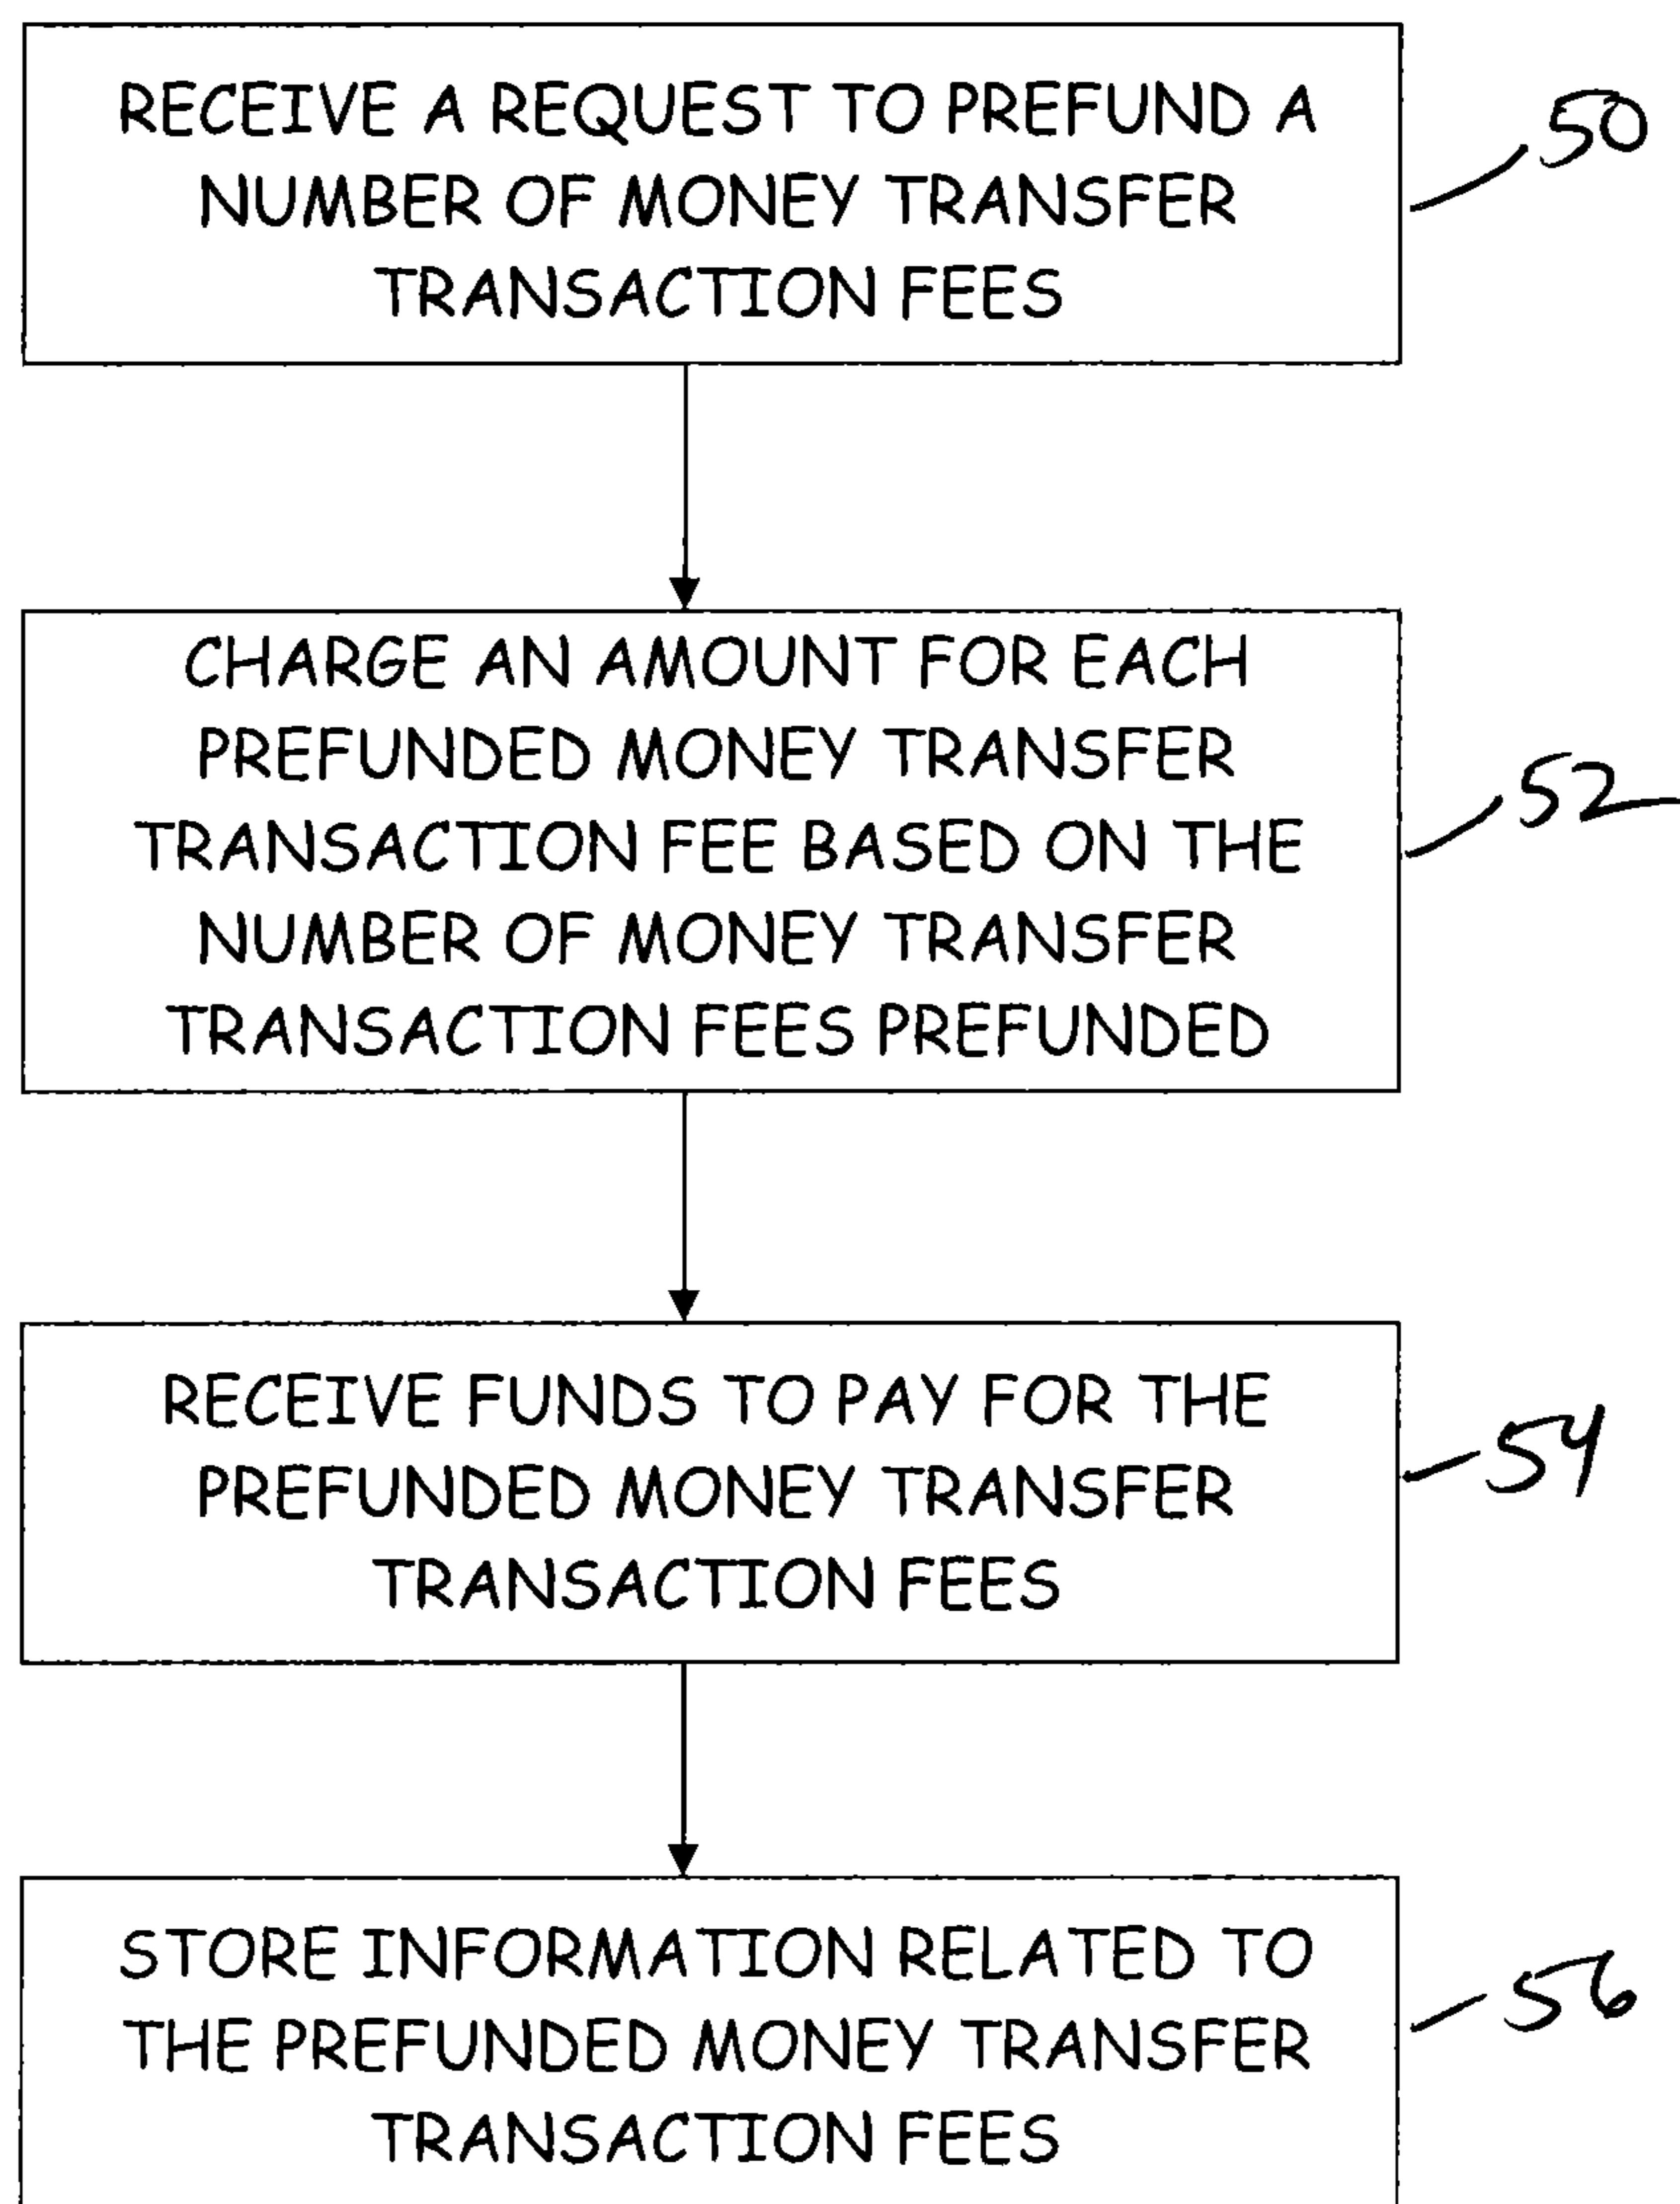 RECEIVE A REQUEST TO PREFUND A
NUMBER OF MONEY TRANSFER
TRANSACTION FEES
50
CHARGE AN AMOUNT FOR EACH
PREFUNDED MONEY TRANSFER
TRANSACTION FEE BASED ON THE
NUMBER OF MONEY TRANSFER
TRANSACTION FEES PREFUNDED
52
RECEIVE FUNDS TO PAY FOR THE
PREFUNDED MONEY TRANSFER
TRANSACTION FEES
54
STORE INFORMATION RELATED TO
THE PREFUNDED MONEY TRANSFER
TRANSACTION FEES
56